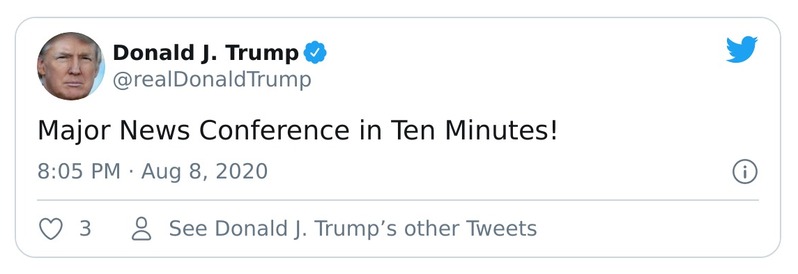 Donald J. Trump
@realDonaldTrump
Major News Conference in Ten Minutes!
8:05 PM · Aug 8, 2020
3
See Donald J. Trump’s other Tweets